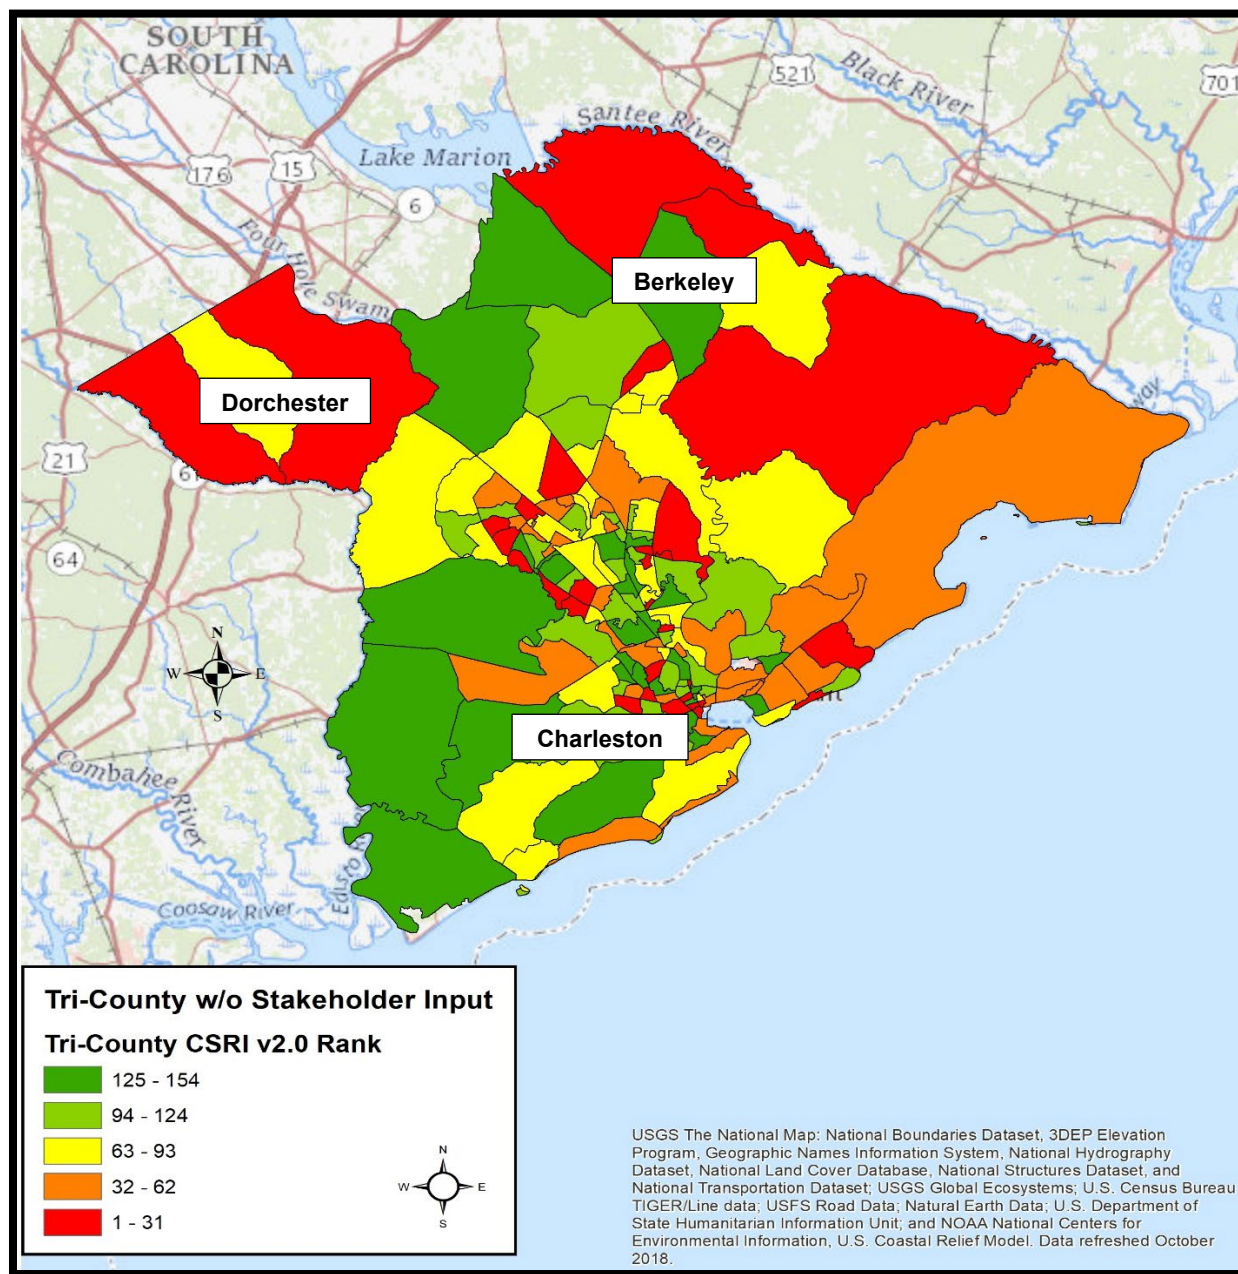 SOUTH
CAROLINA
521
Black River
701
Santee River
Lake Marion
176
15
6
Four Hole Swam
Berkeley
Dorchester
way
21
61
64
N
W E
S
Charleston
Combahee River
Edisto R
Coosaw River
Tri-County w/o Stakeholder Input
Tri-County CSRI v2.0 Rank
125 - 154
94 - 124
63 - 93
32 - 62
1 - 31
N
W E
S
USGS The National Map: National Boundaries Dataset, 3DEP Elevation
Program, Geographic Names Information System, National Hydrography
Dataset, National Land Cover Database, National Structures Dataset, and
National Transportation Dataset; USGS Global Ecosystems; U.S. Census Bureau
TIGER/Line data; USFS Road Data; Natural Earth Data; U.S. Department of
State Humanitarian Information Unit; and NOAA National Centers for
Environmental Information, U.S. Coastal Relief Model. Data refreshed October
2018.